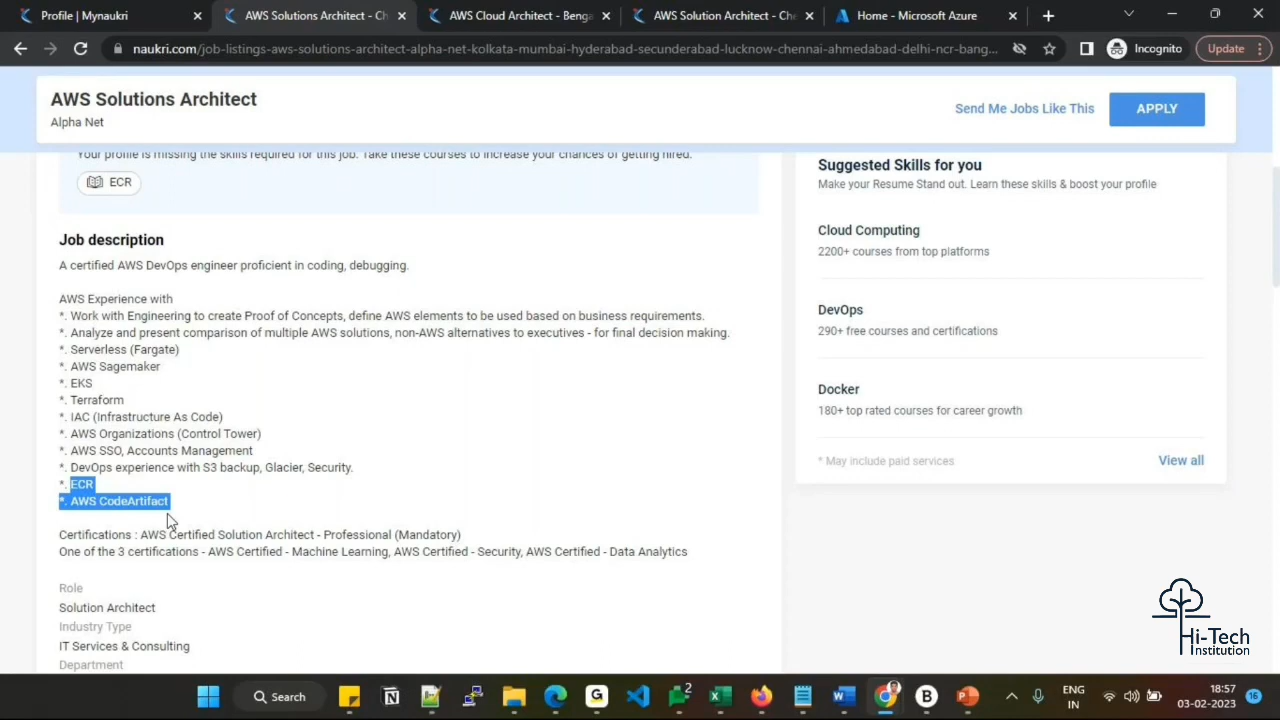 Profile | Mynaukri
AWS Solutions Architect - Ch
AWS Cloud Architect - Benga
AWS Solution Architect - Che
Home - Microsoft Azure
naukri.com/job-listings-aws-solutions-architect-alpha-net-kolkata-mumbai-hyderabad-secunderabad-lucknow-chennai-ahmedabad-delhi-ncr-bang...
Incognito
Update
AWS Solutions Architect
Alpha Net
Send Me Jobs Like This
APPLY
Your profile is missing the skills required for this job. Take these courses to increase your chances of getting hired.
ECR
Job description
A certified AWS DevOps engineer proficient in coding, debugging.
AWS Experience with
*. Work with Engineering to create Proof of Concepts, define AWS elements to be used based on business requirements.
*. Analyze and present comparison of multiple AWS solutions, non-AWS alternatives to executives - for final decision making.
*. Serverless (Fargate)
*. AWS Sagemaker
*. EKS
*. Terraform
*. IAC (Infrastructure As Code)
*. AWS Organizations (Control Tower)
*. AWS SSO, Accounts Management
*. DevOps experience with S3 backup, Glacier, Security.
*. ECR
*. AWS CodeArtifact
Certifications : AWS Certified Solution Architect - Professional (Mandatory)
One of the 3 certifications - AWS Certified - Machine Learning, AWS Certified - Security, AWS Certified - Data Analytics
Role
Solution Architect
Industry Type
IT Services & Consulting
Department
Suggested Skills for you
Make your Resume Stand out. Learn these skills & boost your profile
Cloud Computing
2200+ courses from top platforms
DevOps
290+ free courses and certifications
Docker
180+ top rated courses for career growth
* May include paid services
View all
Hi-Tech
Institution
Search
2
ENG
IN
18:57
03-02-2023
16